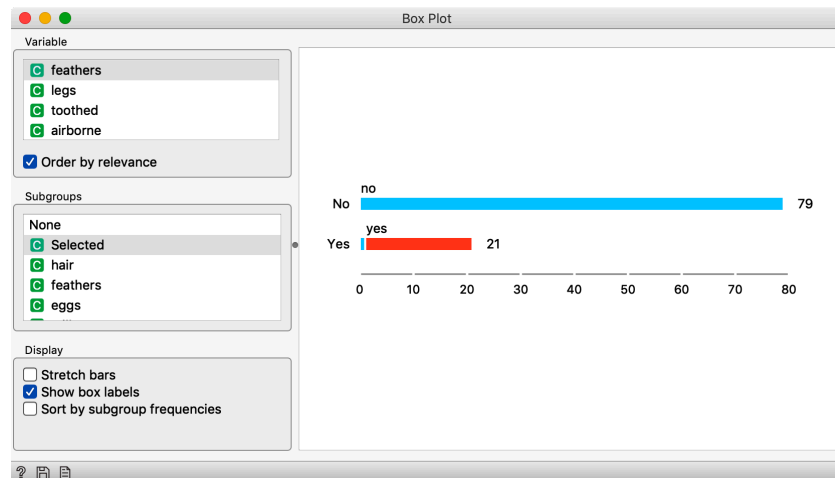 Box Plot
Variable
C feathers
C legs
C toothed
C airborne
Order by relevance
Subgroups
None
C Selected
C hair
C feathers
C eggs
Display
Stretch bars
Show box labels
Sort by subgroup frequencies
no
No 79
yes
Yes 21
0 10 20 30 40 50 60 70 80
?